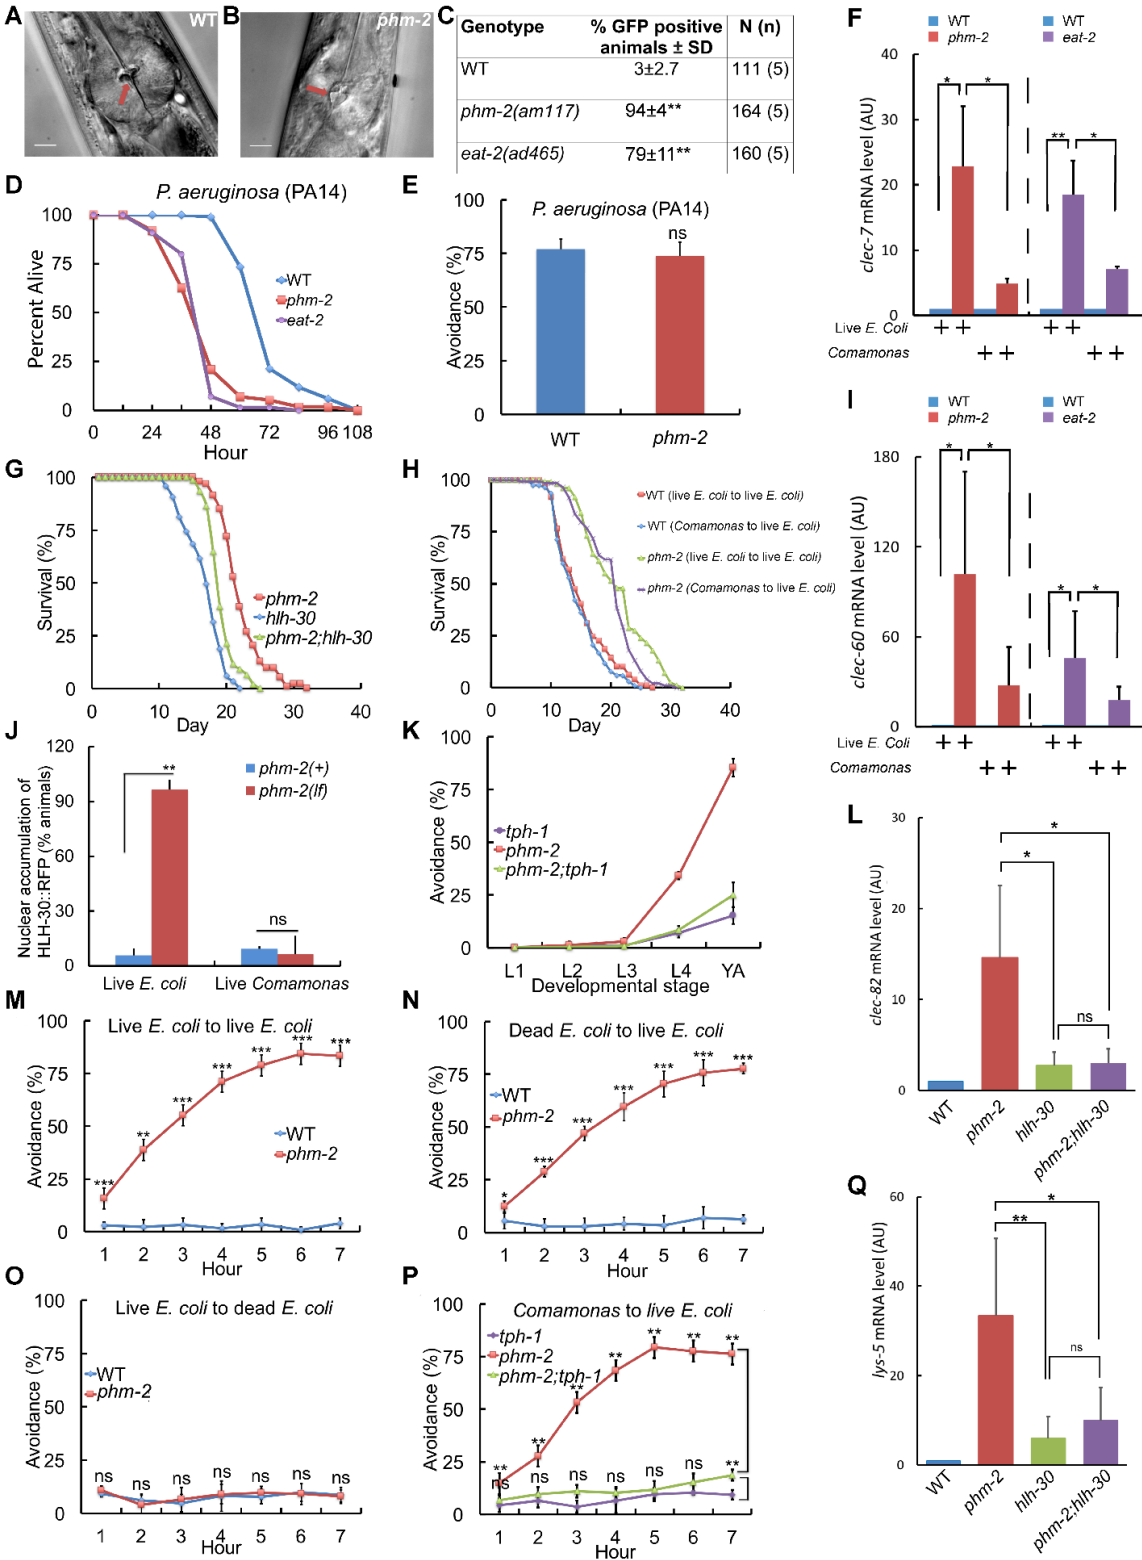 A
WT
B
phm-2
C
Genotype
% GFP positive
animals ± SD
N (n)
WT
3±2.7
111 (5)
phm-2(am117)
94±4**
164 (5)
eat-2(ad465)
79±11**
160 (5)
D
P. aeruginosa (PA14)
Percent Alive
100
75
50
25
0
WT
phm-2
eat-2
0 24 48 72 96 108
Hour
E
P. aeruginosa (PA14)
Avoidance (%)
100
75
50
25
0
ns
WT
phm-2
F
WT
phm-2
WT
eat-2
clec-7 mRNA level (AU)
40
30
20
10
0
* *
** *
Live E. Coli + + + +
Comamonas + + + +
G
Survival (%)
100
75
50
25
0
phm-2
hlh-30
phm-2;hlh-30
0 10 20 30 40
Day
H
Survival (%)
100
75
50
25
0
WT (live E. coli to live E. coli)
WT (Comamonas to live E. coli)
phm-2 (live E. coli to live E. coli)
phm-2 (Comamonas to live E. coli)
0 10 20 30 40
Day
I
WT
phm-2
WT
eat-2
clec-60 mRNA level (AU)
180
120
60
0
* *
* *
Live E. Coli + + + +
Comamonas + + + +
J
Nuclear accumulation of
HLH-30::RFP (% animals)
120
90
60
30
0
**
phm-2(+)
phm-2(lf)
ns
Live E. coli
Live Comamonas
K
Avoidance (%)
100
75
50
25
0
tph-1
phm-2
phm-2;tph-1
L1 L2 L3 L4 YA
Developmental stage
L
clec-82 mRNA level (AU)
30
20
10
0
*
*
ns
WT
phm-2
hlh-30
phm-2;hlh-30
M
Live E. coli to live E. coli
Avoidance (%)
100
75
50
25
0
*** ** *** *** *** *** ***
WT
phm-2
1 2 3 4 5 6 7
Hour
N
Dead E. coli to live E. coli
Avoidance (%)
100
75
50
25
0
* *** *** *** *** *** ***
WT
phm-2
1 2 3 4 5 6 7
Hour
O
Live E. coli to dead E. coli
Avoidance (%)
100
75
50
25
0
WT
phm-2
ns ns ns ns ns ns ns
1 2 3 4 5 6 7
Hour
P
Comamonas to live E. coli
Avoidance (%)
100
75
50
25
0
tph-1
phm-2
phm-2;tph-1
** ** ** ** ** ** **
ns ns ns ns ns ns **
1 2 3 4 5 6 7
Hour
Q
lys-5 mRNA level (AU)
60
40
20
0
*
**
ns
WT
phm-2
hlh-30
phm-2;hlh-30